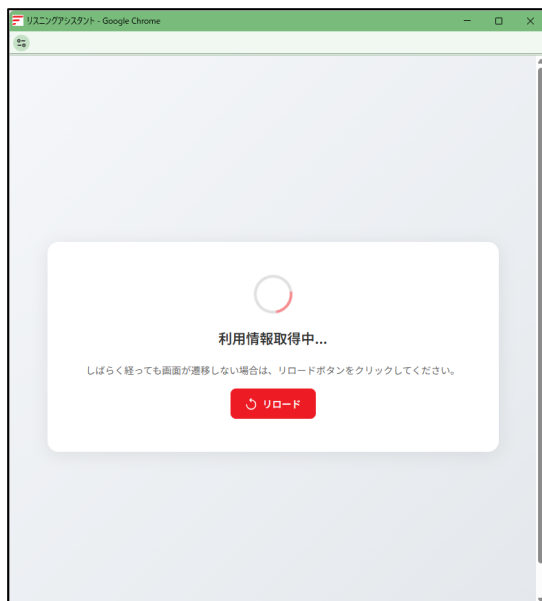 リスニングアシスタント - Google Chrome
利用情報取得中...
しばらく経っても画面が遷移しない場合は、リロードボタンをクリックしてください。
リロード